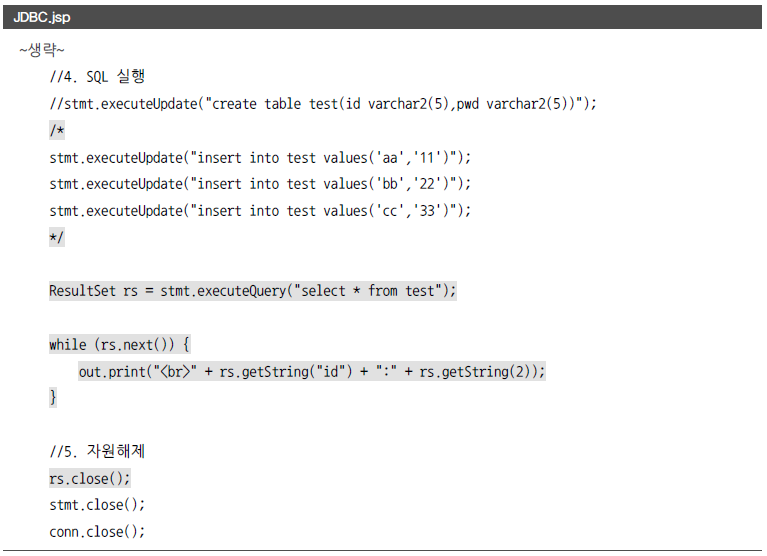 JDBC.jsp
~생략~
//4. SQL 실행
//stmt.executeUpdate("create table test(id varchar2(5),pwd varchar2(5))");
/*
stmt.executeUpdate("insert into test values('aa','11')");
stmt.executeUpdate("insert into test values('bb','22')");
stmt.executeUpdate("insert into test values('cc','33')");
*/
ResultSet rs = stmt.executeQuery("select * from test");
while (rs.next()) {
out.print("<br>" + rs.getString("id") + ":" + rs.getString(2));
}
//5. 자원해제
rs.close();
stmt.close();
conn.close();